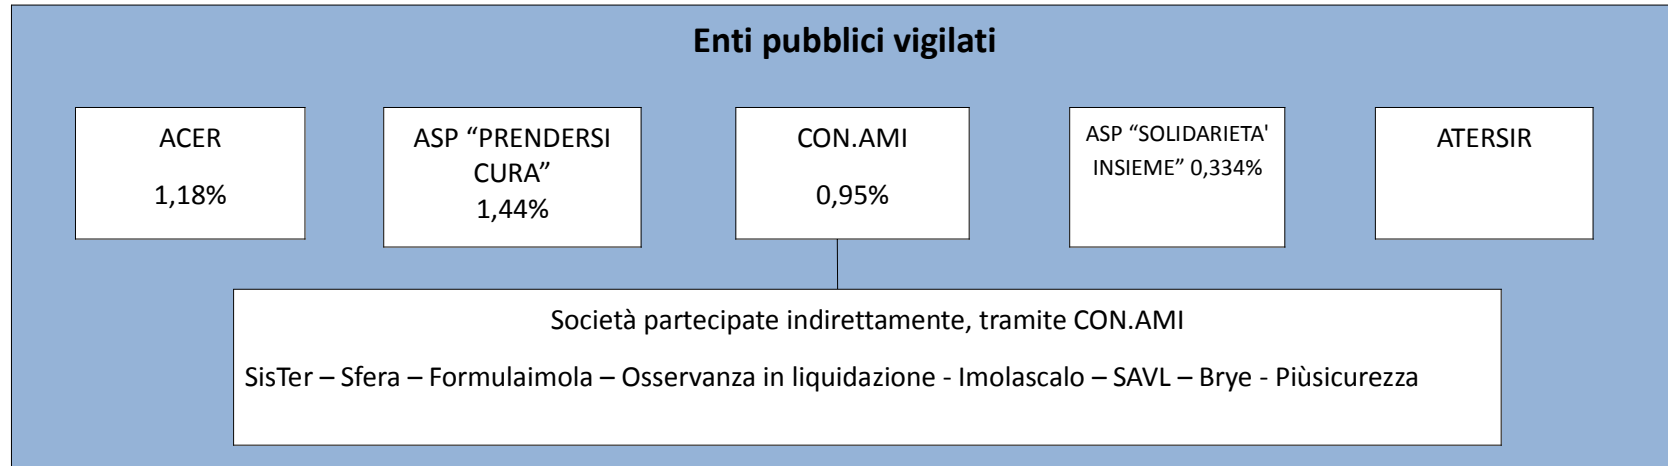 Enti pubblici vigilati
ACER
1,18%
ASP “PRENDERSI
CURA”
1,44%
CON.AMI
0,95%
ASP “SOLIDARIETA'
INSIEME” 0,334%
ATERSIR
Società partecipate indirettamente, tramite CON.AMI
SisTer – Sfera – Formulaimola – Osservanza in liquidazione - Imolascalo – SAVL – Brye - Piùsicurezza